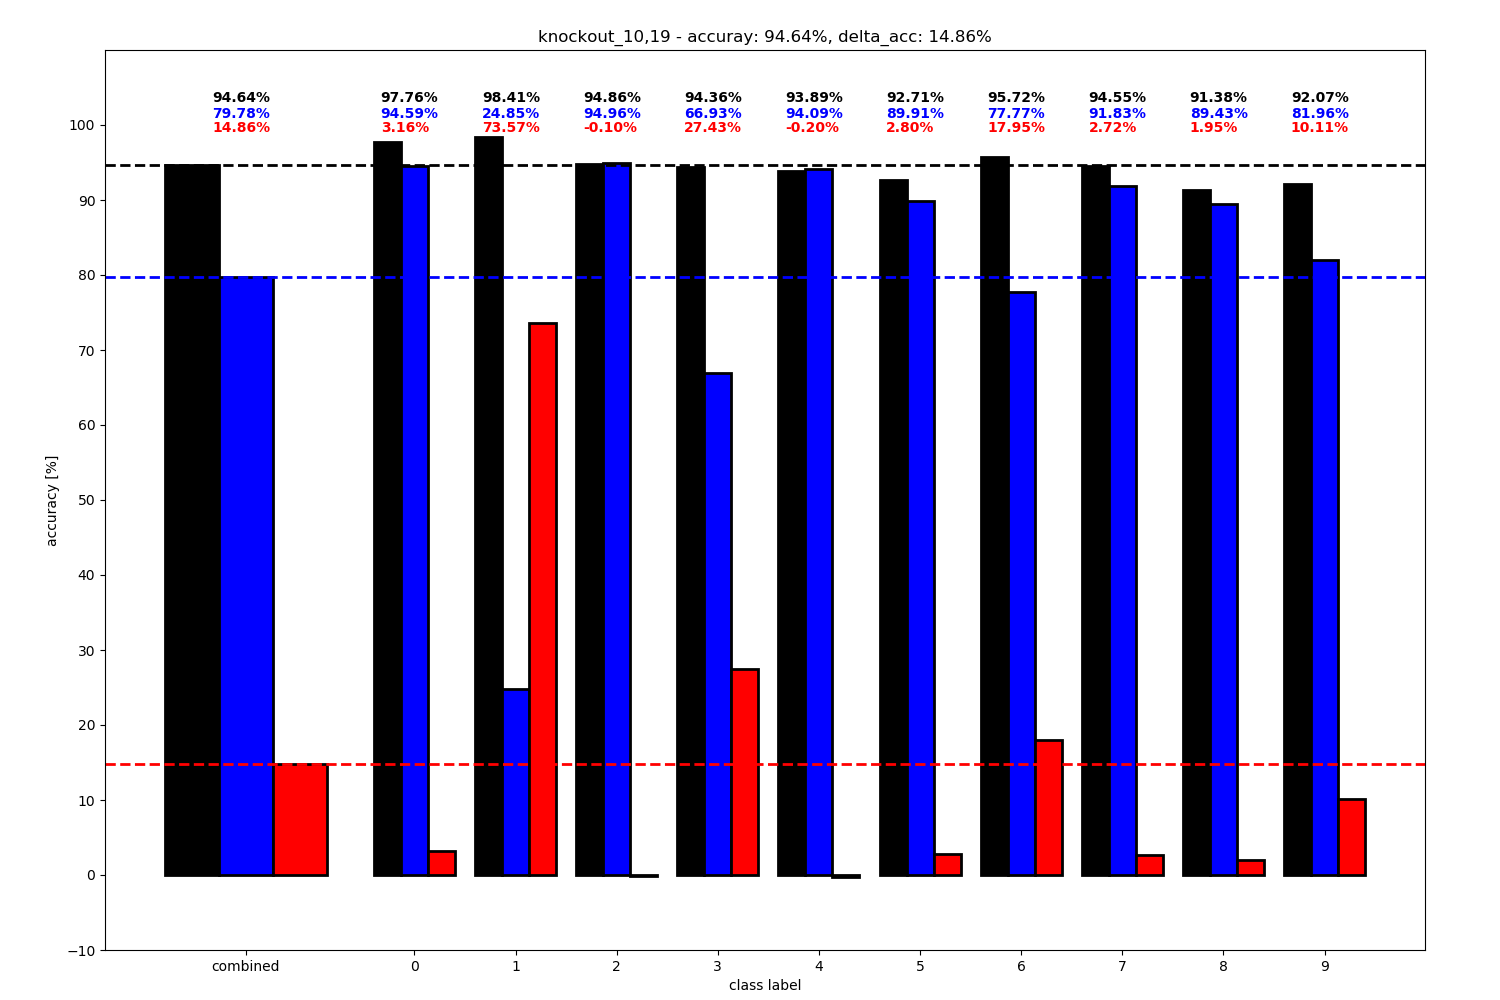 knockout_10,19 - accuray: 94.64%, delta_acc: 14.86%
94.64% 97.76% 98.41% 94.86% 94.36% 93.89% 92.71% 95.72% 94.55% 91.38% 92.07%
79.78% 94.59% 24.85% 94.96% 66.93% 94.09% 89.91% 77.77% 91.83% 89.43% 81.96%
14.86% 3.16% 73.57% -0.10% 27.43% -0.20% 2.80% 17.95% 2.72% 1.95% 10.11%
100
90
80
70
60
50
40
30
20
10
0
−10
accuracy [%]
combined 0 1 2 3 4 5 6 7 8 9
class label